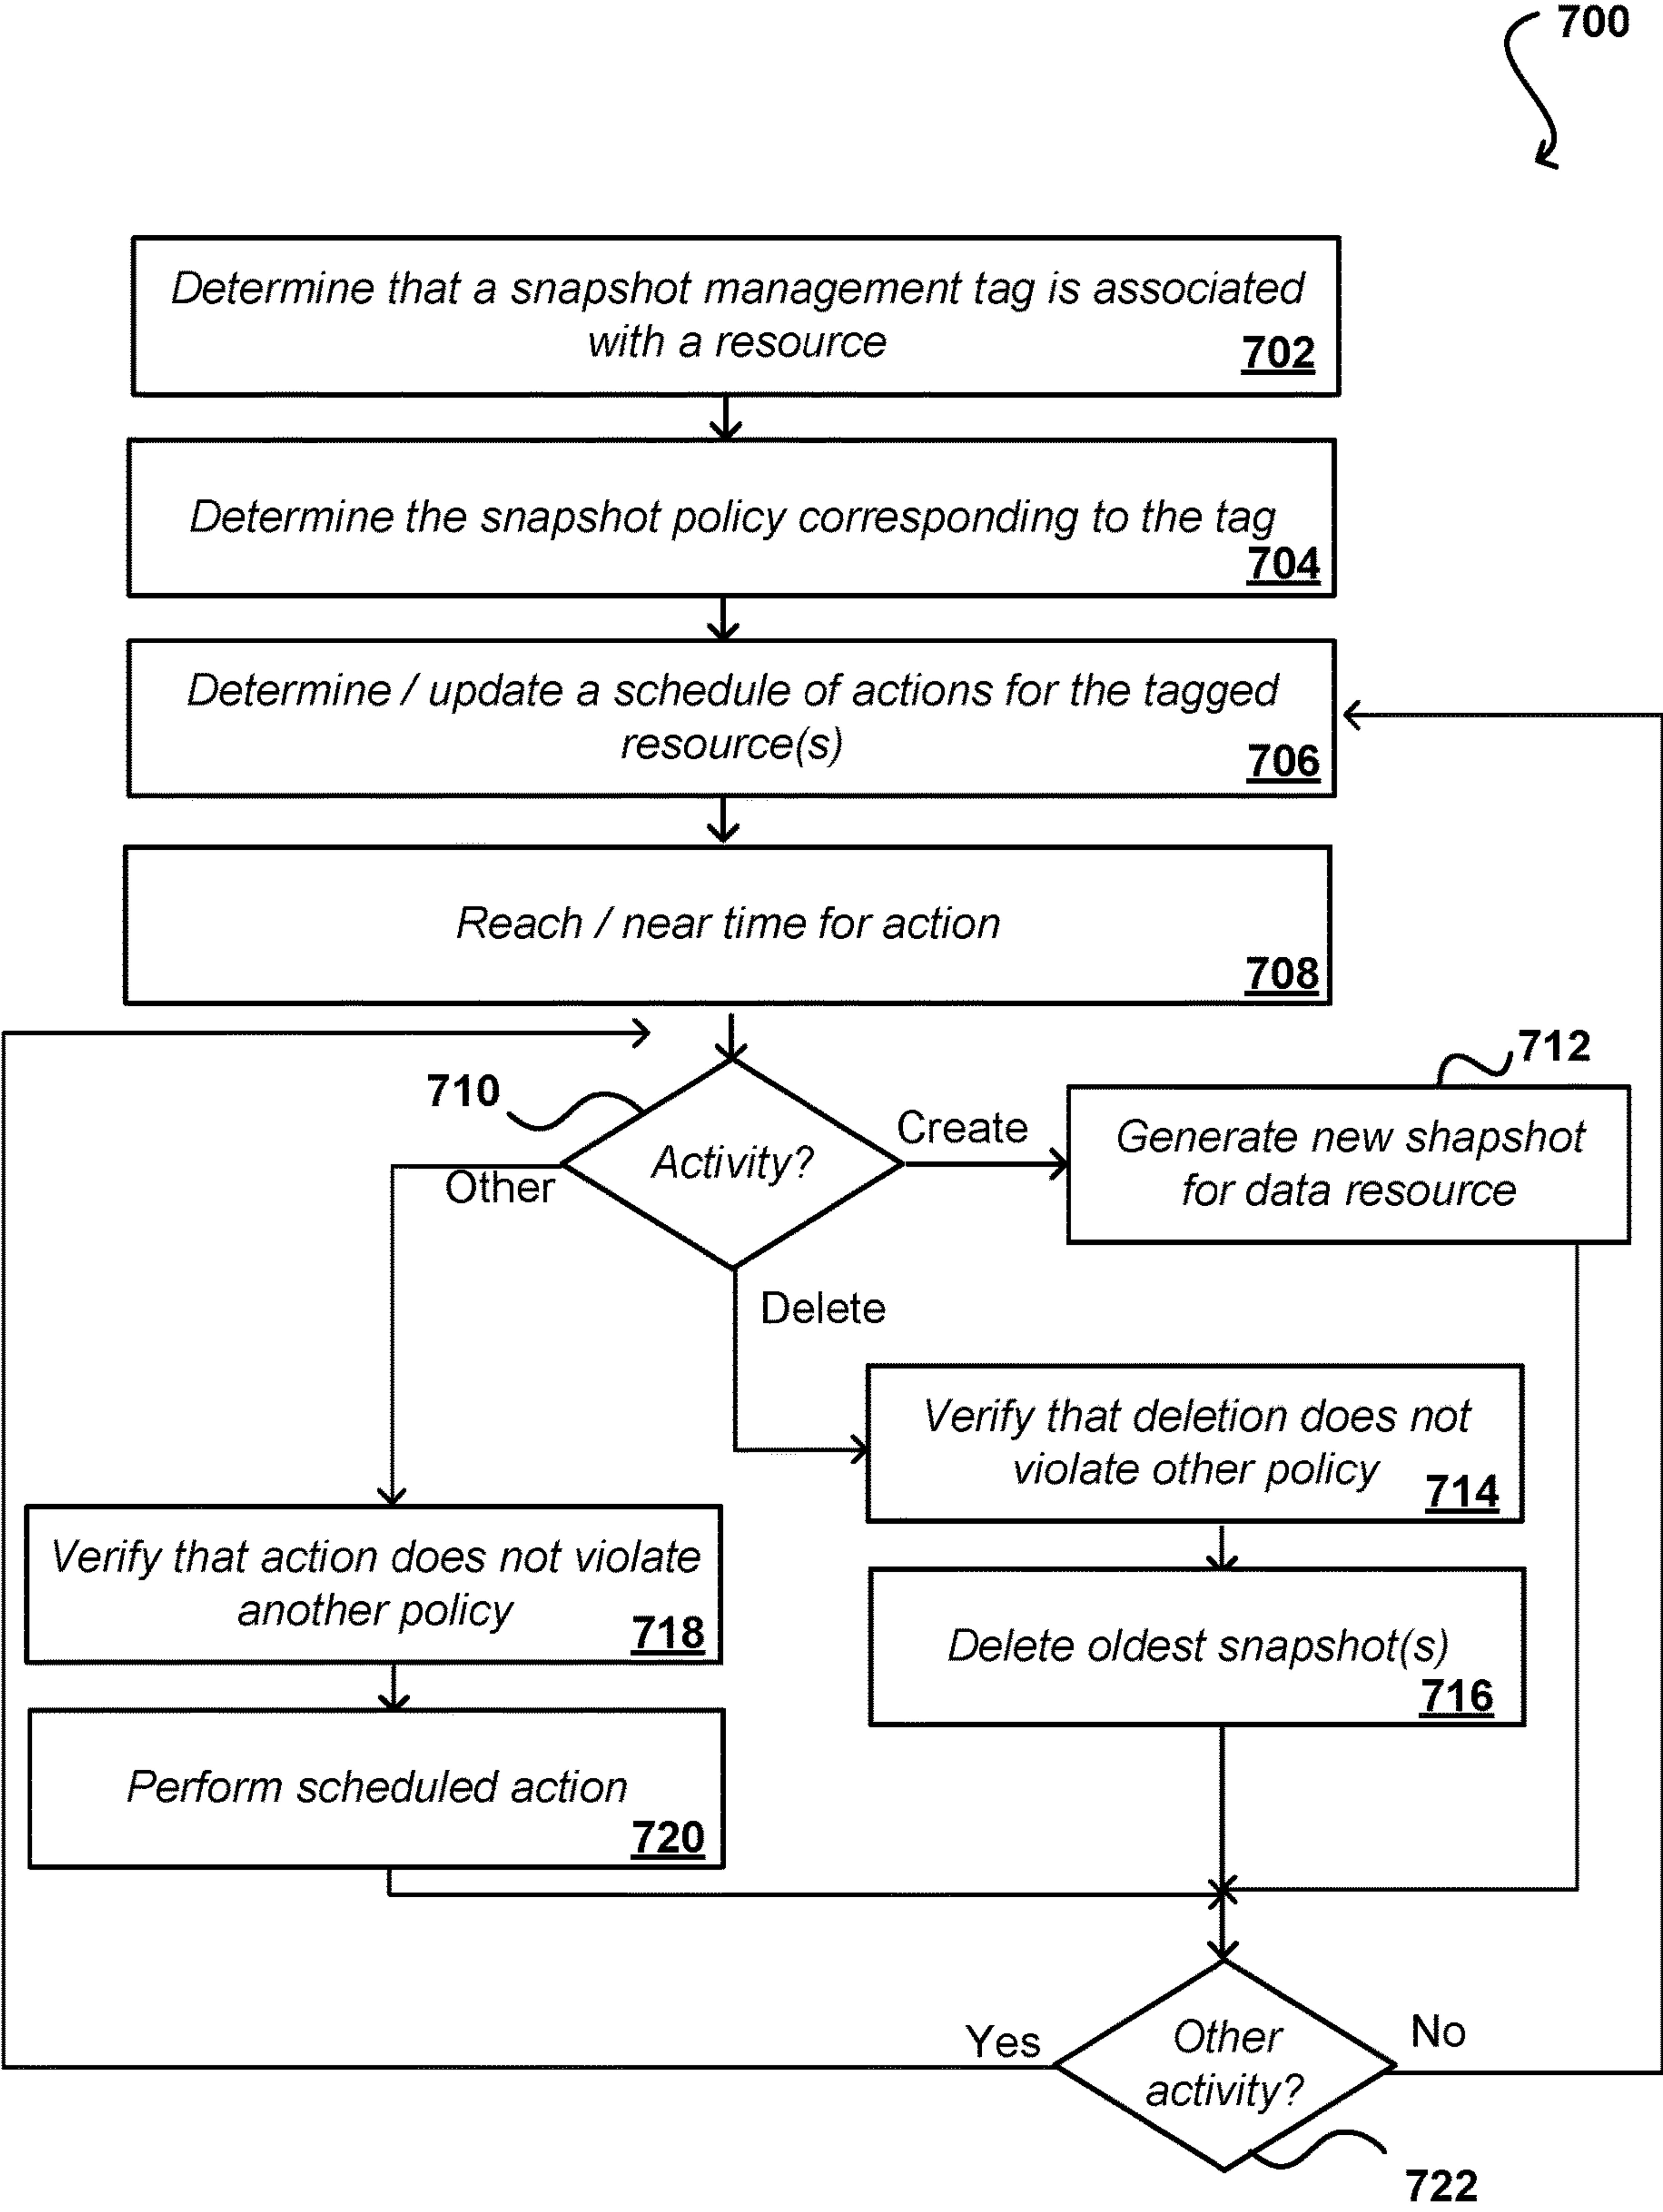 700
Determine that a snapshot management tag is associated
with a resource
702
Determine the snapshot policy corresponding to the tag
704
Determine / update a schedule of actions for the tagged
resource(s)
706
Reach / near time for action
708
710
Activity?
Create
712
Generate new shapshot
for data resource
Other
Delete
Verify that deletion does not
violate other policy
714
Delete oldest snapshot(s)
716
Verify that action does not violate
another policy
718
Perform scheduled action
720
Yes
Other
activity?
No
722